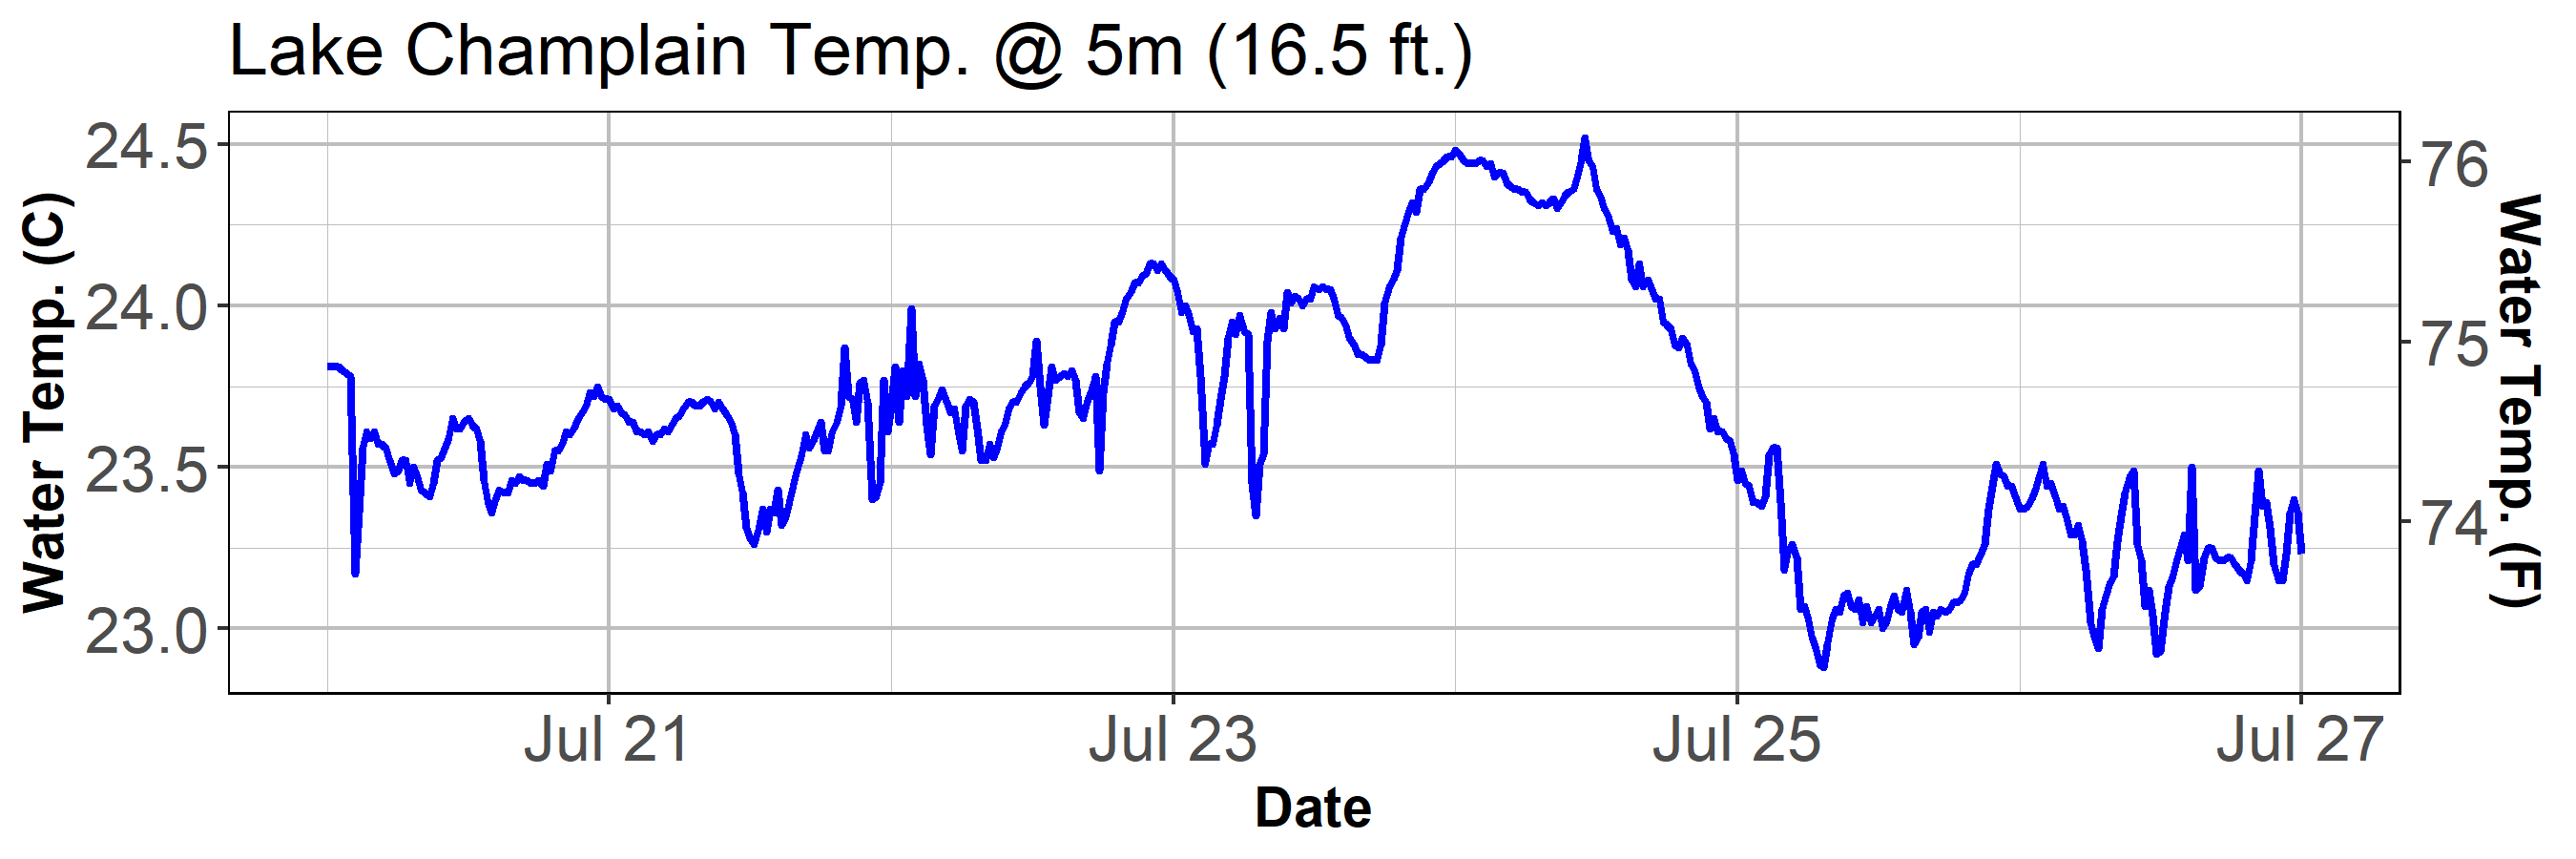 Lake Champlain Temp. @ 5m (16.5 ft.)
Water Temp. (C)
24.5
24.0
23.5
23.0
76
75
74
Water Temp. (F)
Jul 21
Jul 23
Jul 25
Jul 27
Date